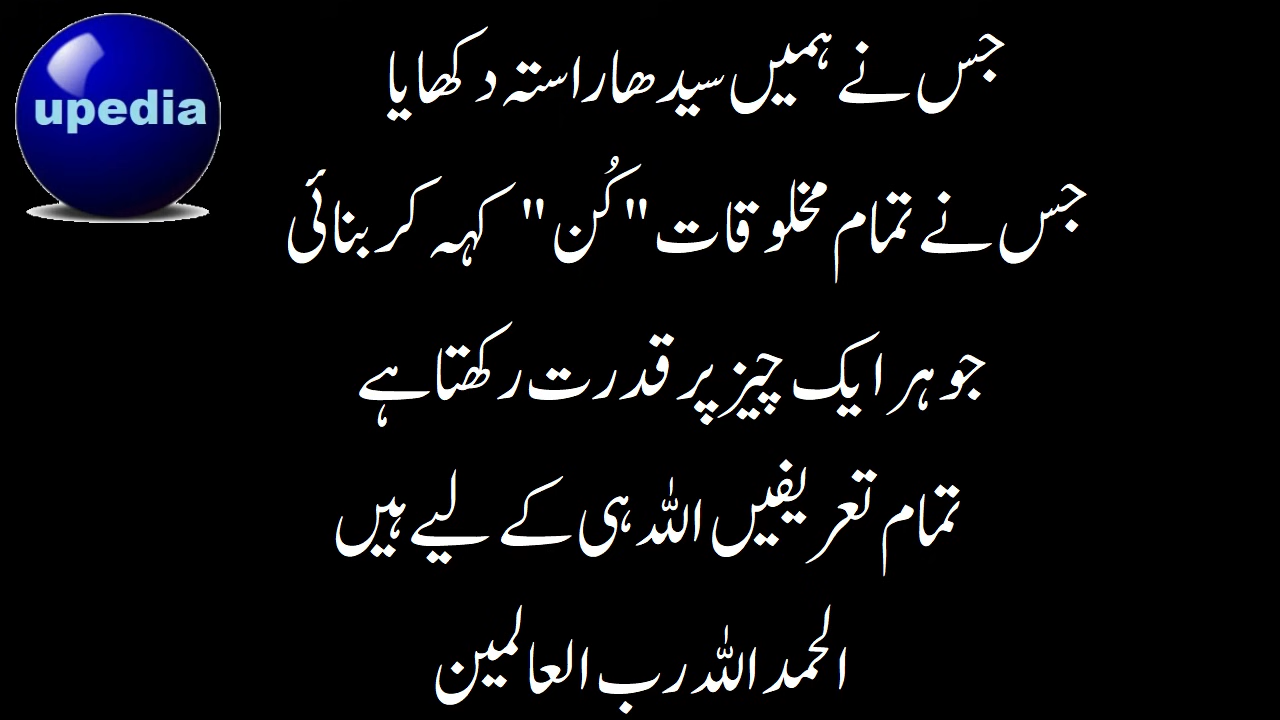 upedia
جس نے ہمیں سیدھا راستہ دکھایا
جس نے تمام مخلوقات "کُن" کہہ کر بنائی
جو ہر ایک چیز پر قدرت رکھتا ہے
تمام تعریفیں اللہ ہی کے لیے ہیں
الحمد اللہ رب العالمین